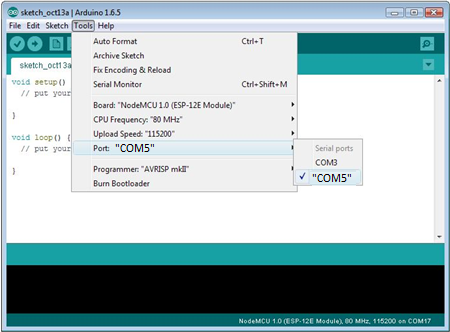 sketch_oct13a | Arduino 1.6.5
File Edit Sketch Tools Help
sketch_oct13a
void setup()
// put your
}
void loop() {
// put your
}
Auto Format Ctrl+T
Archive Sketch
Fix Encoding & Reload
Serial Monitor Ctrl+Shift+M
Board: "NodeMCU 1.0 (ESP-12E Module)"
CPU Frequency: "80 MHz"
Upload Speed: "115200"
Port: "COM5"
Programmer: "AVRISP mkII"
Burn Bootloader
Serial ports
COM3
✓ "COM5"
NodeMCU 1.0 (ESP-12E Module), 80 MHz, 115200 on COM17